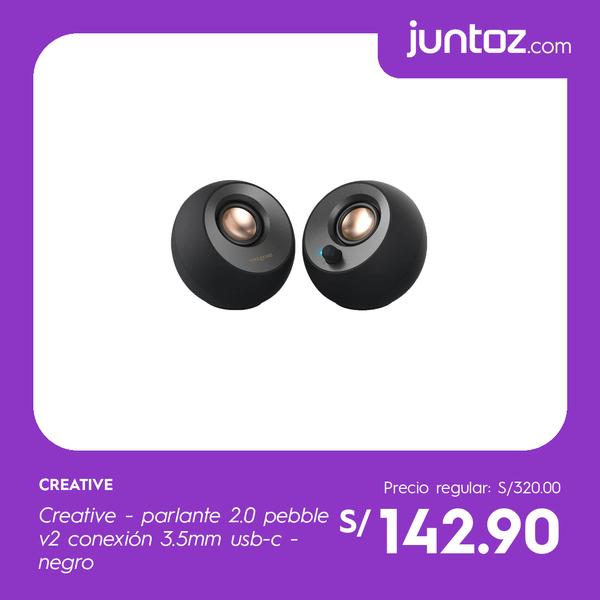 juntoz.com
CREATIVE
Precio regular: S/320.00
Creative - parlante 2.0 pebble
v2 conexión 3.5mm usb-c -
negro
S/142.90